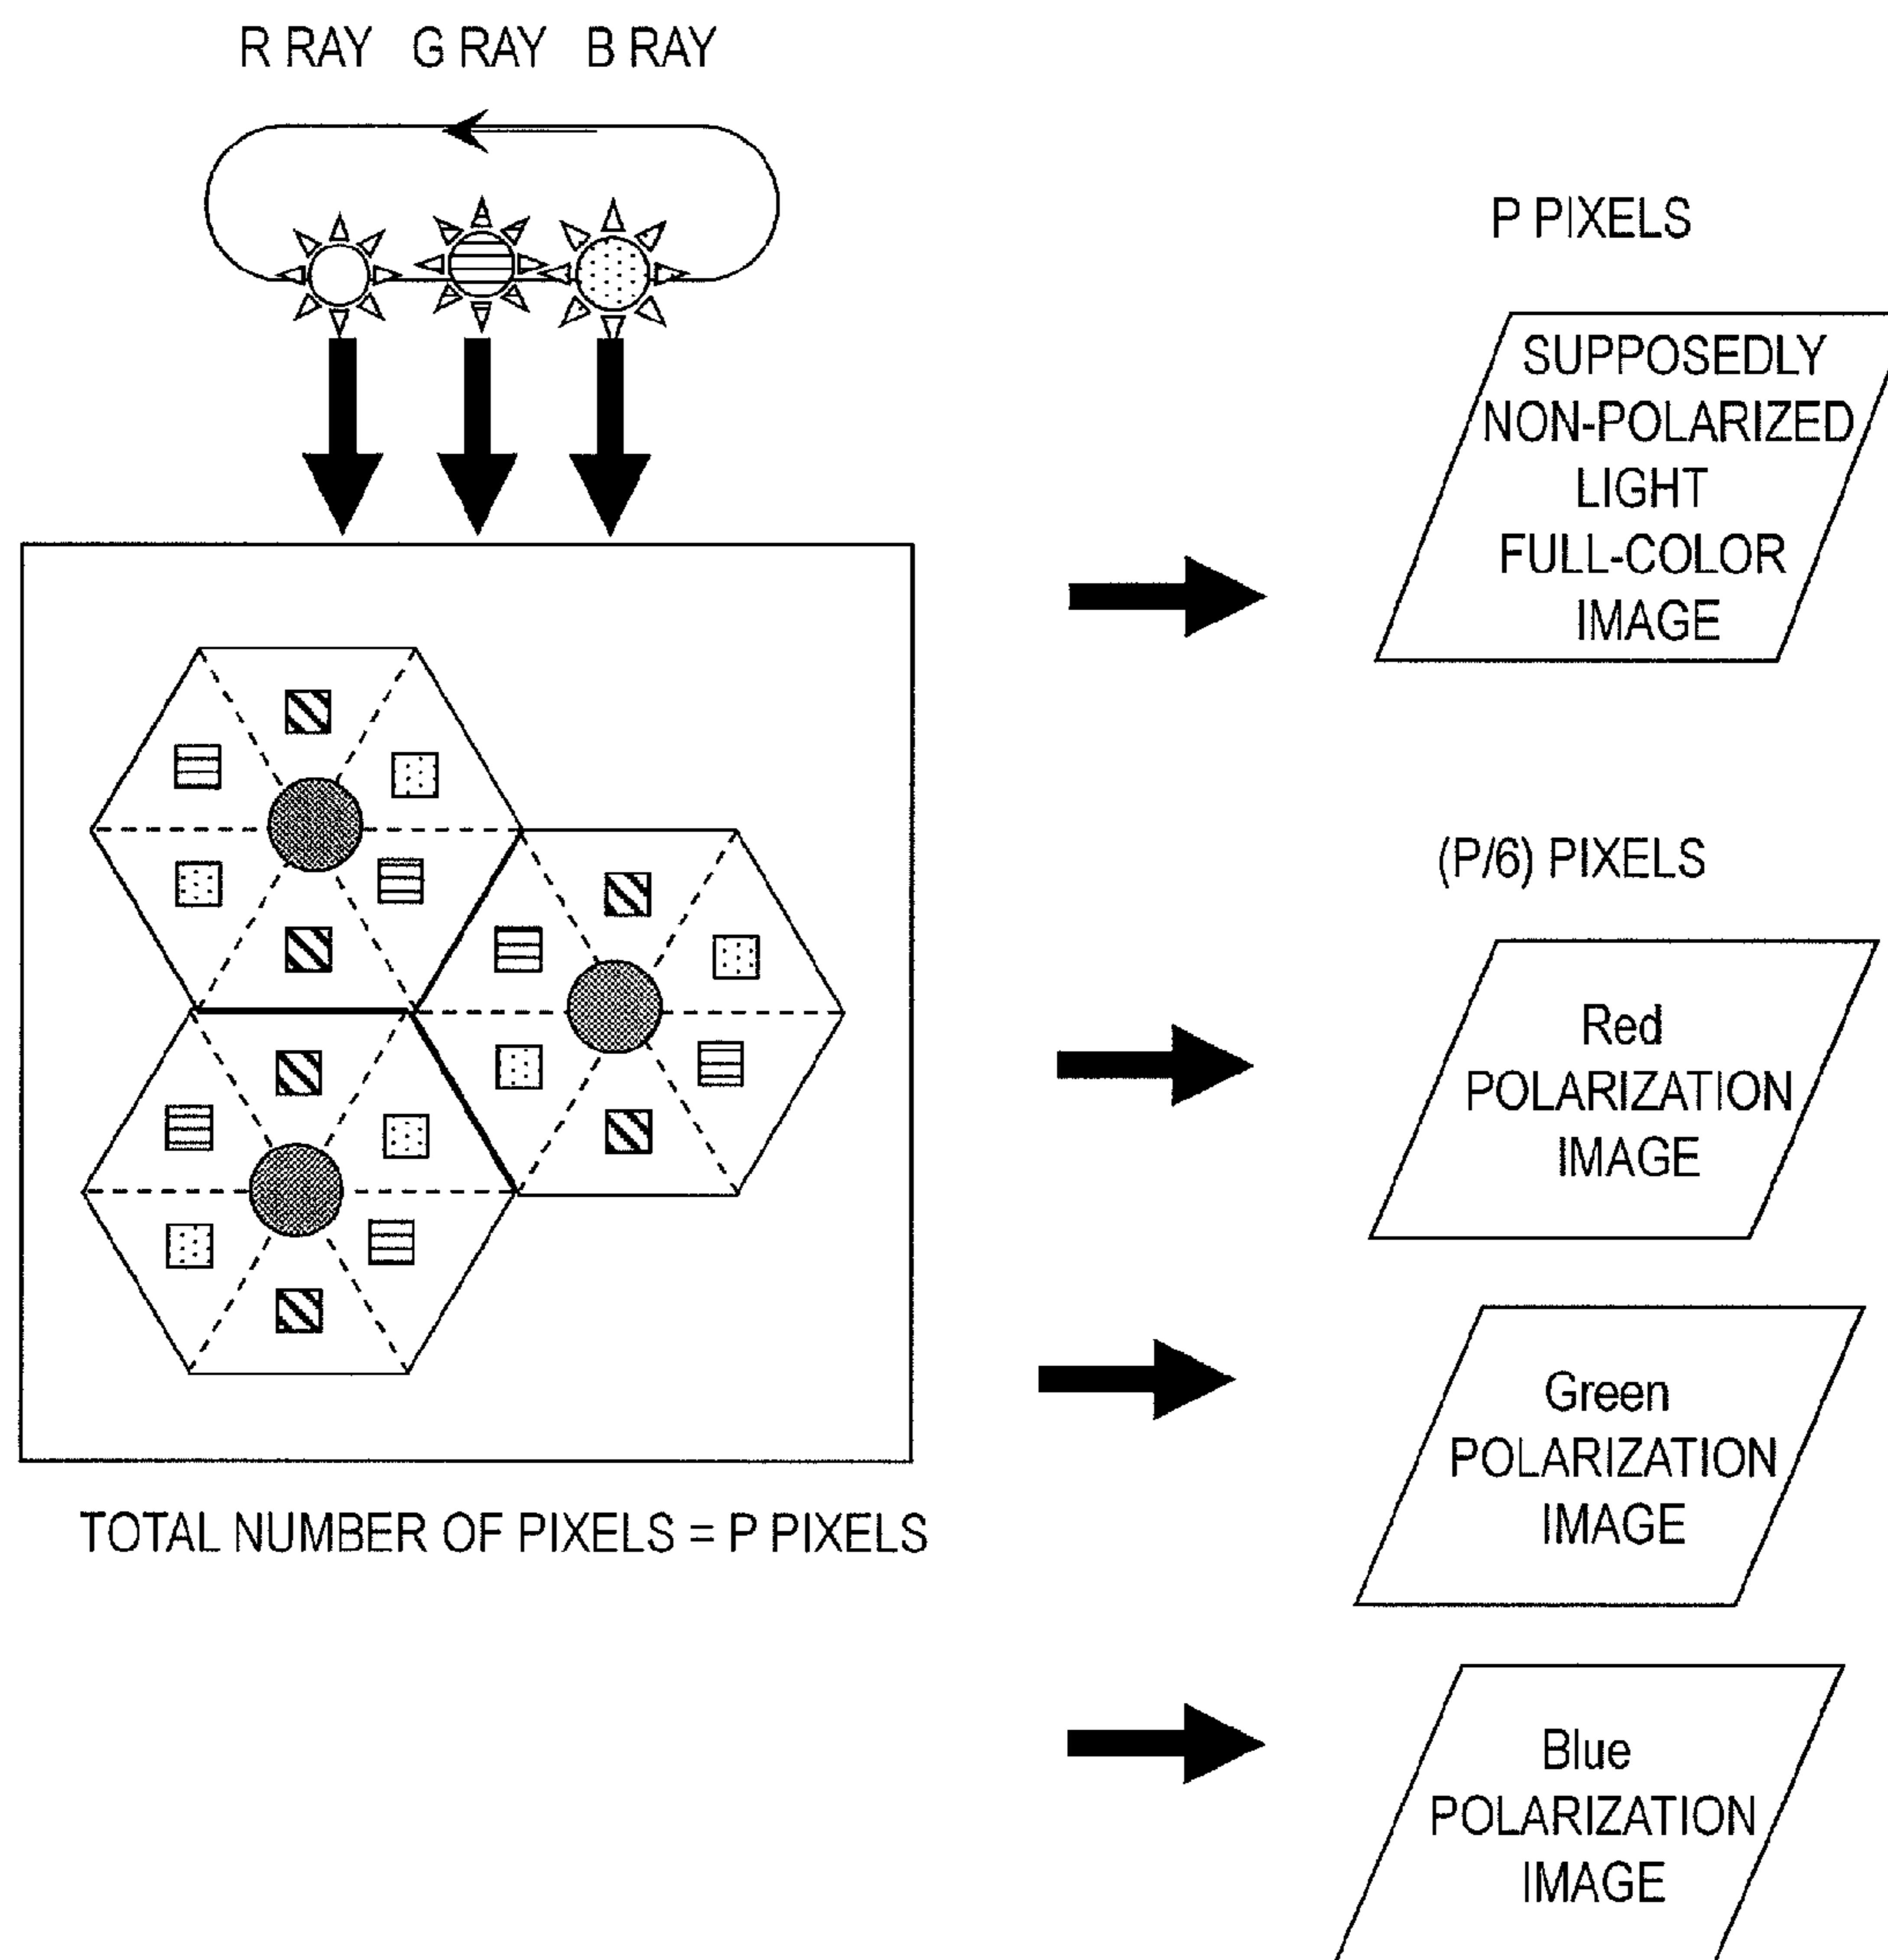 R RAY G RAY B RAY
P PIXELS
SUPPOSEDLY
NON-POLARIZED
LIGHT
FULL-COLOR
IMAGE
(P/6) PIXELS
Red
POLARIZATION
IMAGE
Green
POLARIZATION
IMAGE
TOTAL NUMBER OF PIXELS = P PIXELS
Blue
POLARIZATION
IMAGE